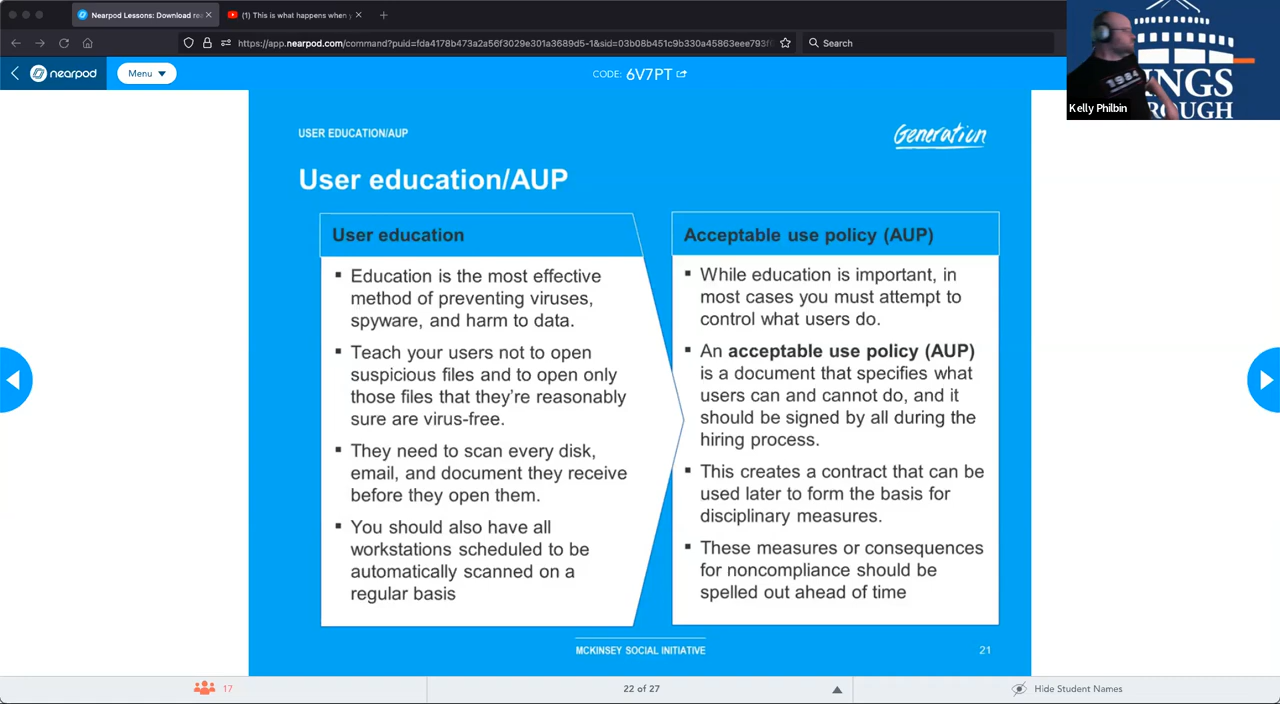 Nearpod Lessons: Download rea
(1) This is what happens when y
https://app.nearpod.com/command?puid=fda4178b473a2a56f3029e301a3689d5-1&sid=03b08b451c9b330a45863eee793f
Search
nearpod
Menu
CODE: 6V7PT
1984
NGS
ROUGH
Kelly Philbin
USER EDUCATION/AUP
Generation
User education/AUP
User education
▪ Education is the most effective
method of preventing viruses,
spyware, and harm to data.
▪ Teach your users not to open
suspicious files and to open only
those files that they're reasonably
sure are virus-free.
▪ They need to scan every disk,
email, and document they receive
before they open them.
▪ You should also have all
workstations scheduled to be
automatically scanned on a
regular basis
Acceptable use policy (AUP)
▪ While education is important, in
most cases you must attempt to
control what users do.
▪ An acceptable use policy (AUP)
is a document that specifies what
users can and cannot do, and it
should be signed by all during the
hiring process.
▪ This creates a contract that can be
used later to form the basis for
disciplinary measures.
▪ These measures or consequences
for noncompliance should be
spelled out ahead of time
MCKINSEY SOCIAL INITIATIVE
21
17
22 of 27
Hide Student Names